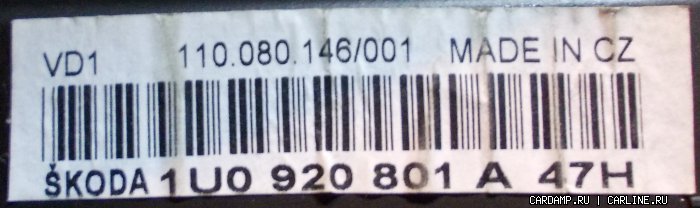 VD1 110.080.146/001 MADE IN CZ
ŠKODA 1U0 920 801 A 47H
CARDAMP.RU | CARLINE.RU